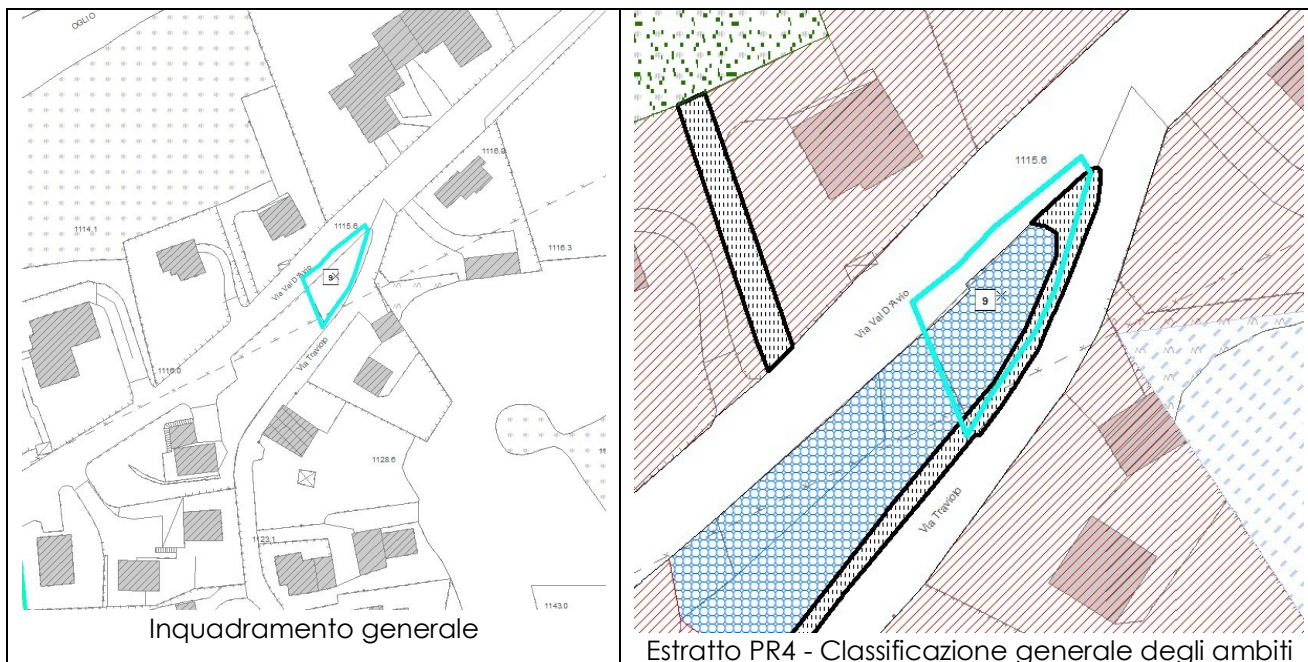 OGLIO
1116.9
1114.1
1115.6
1116.3
9
Via Val D'Avio
Via Traviolo
1116.0
1128.6
1123.1
1143.0
Inquadramento generale
1115.6
9
Via Val D'Avio
Via Traviolo
Estratto PR4 - Classificazione generale degli ambiti